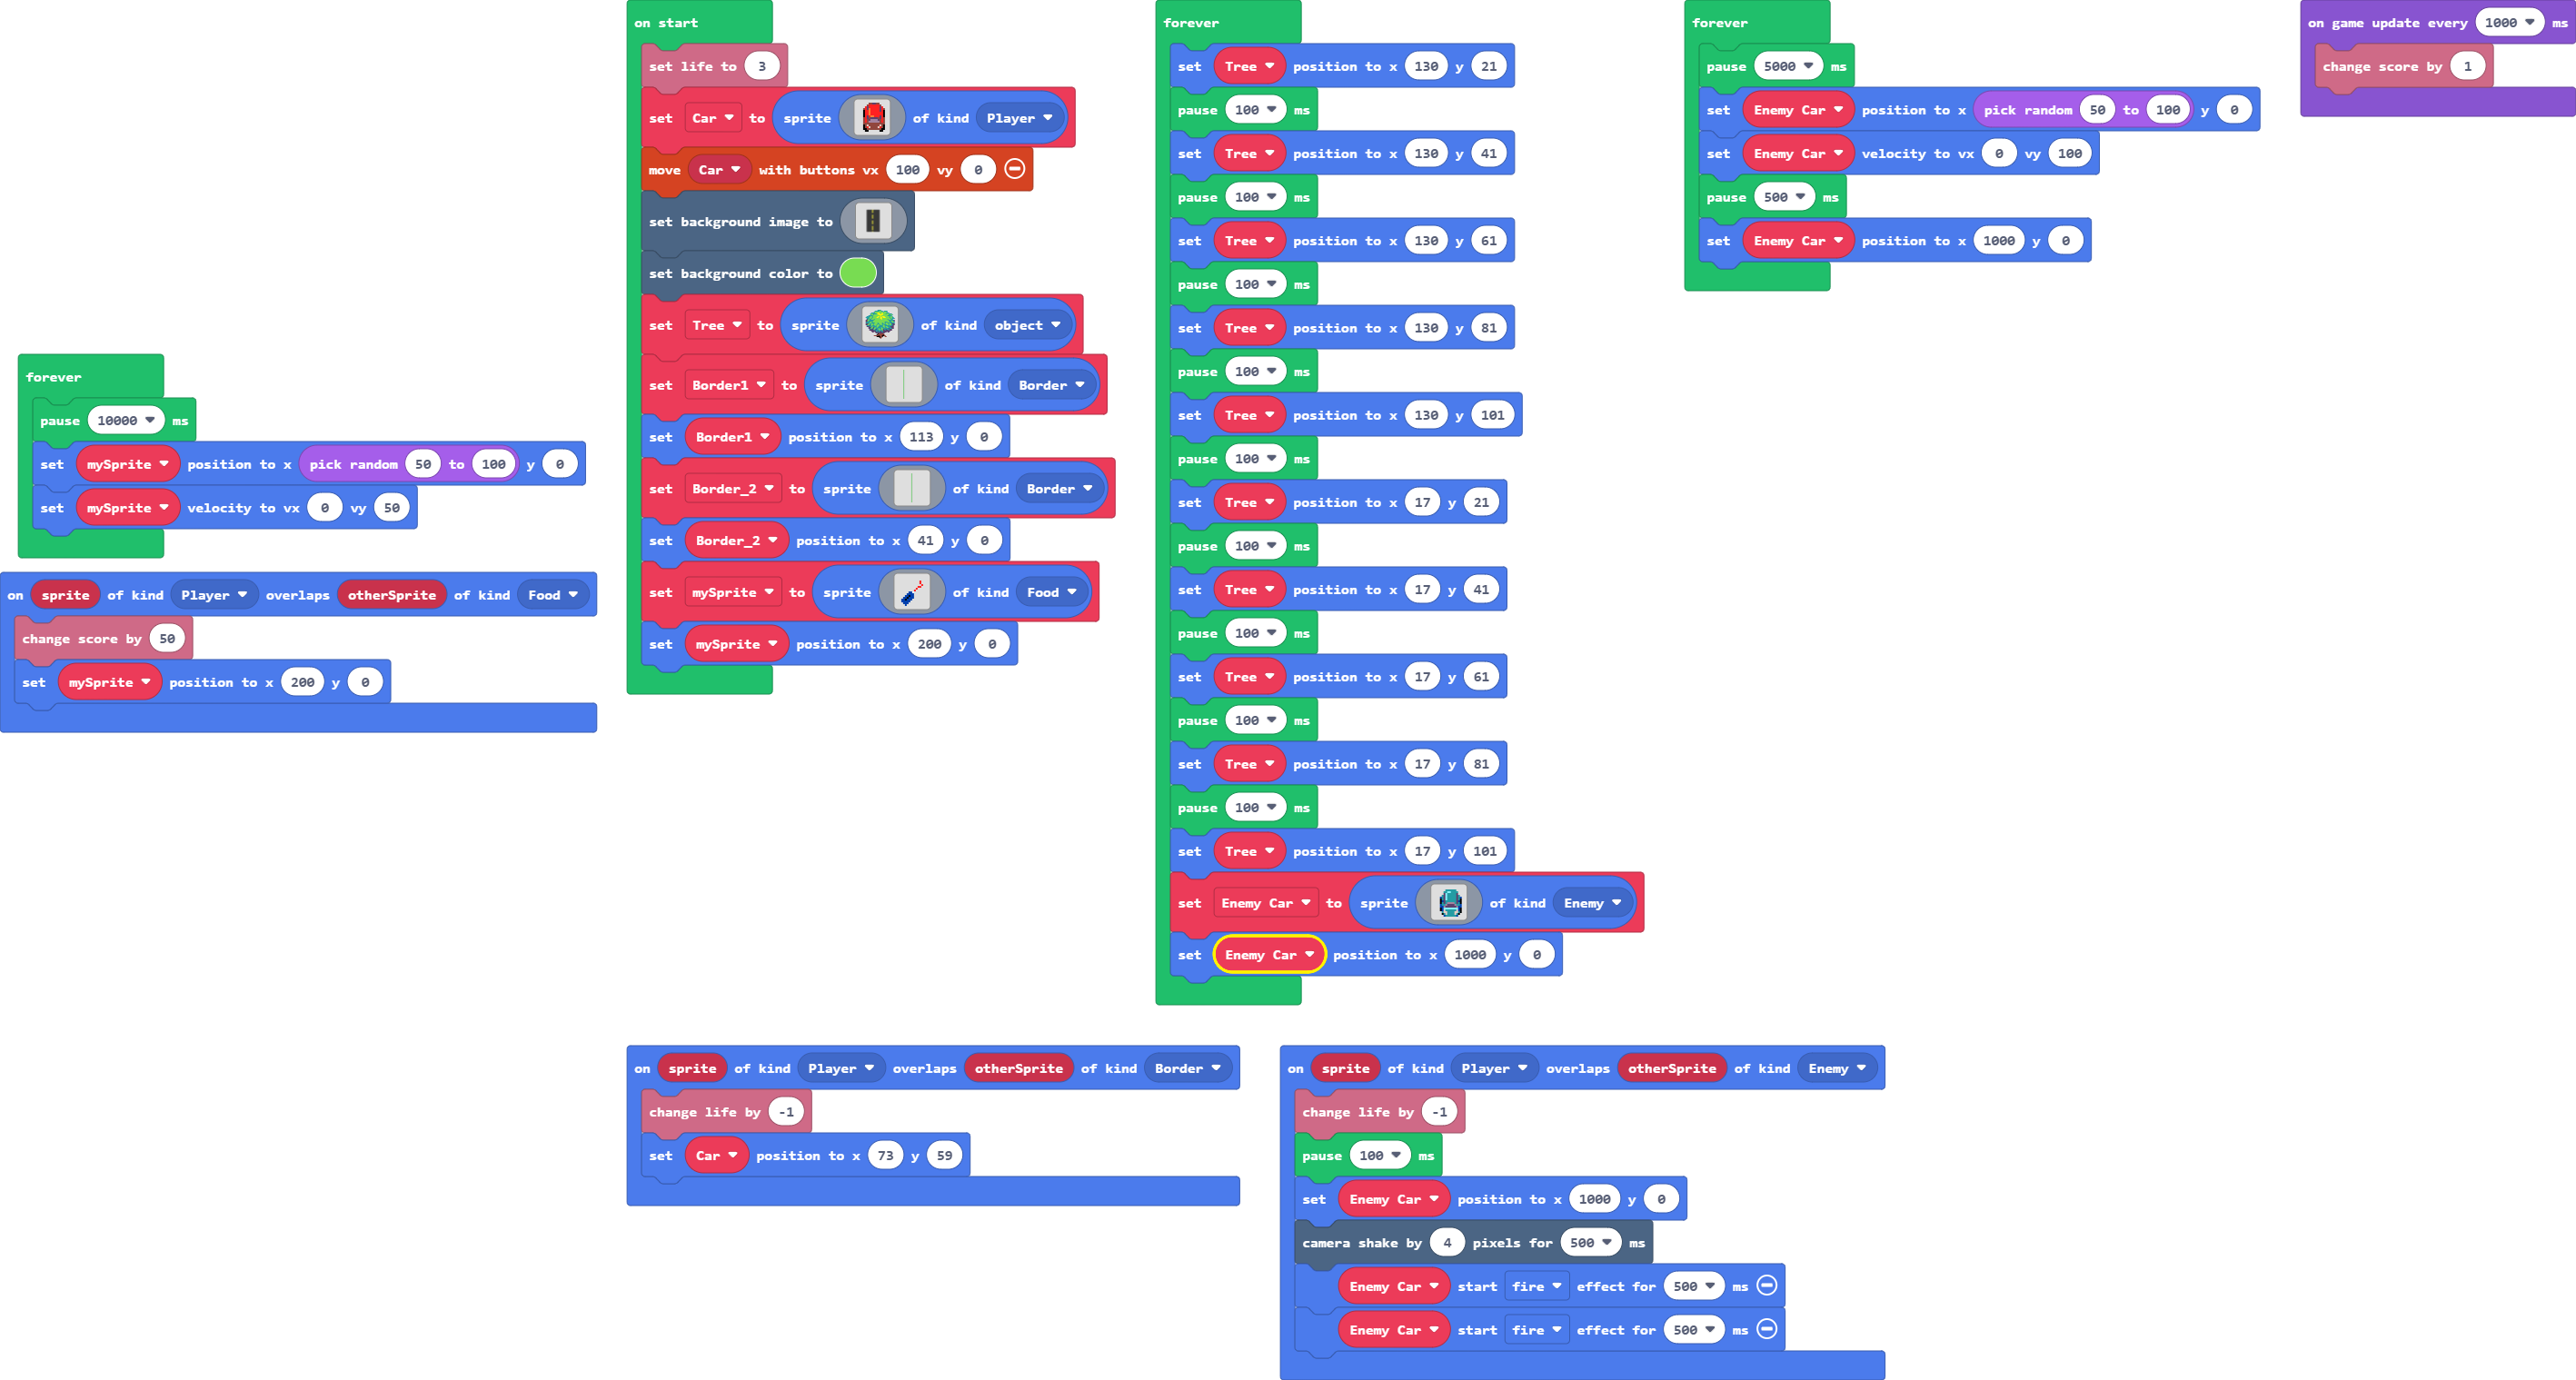 on start
set life to 3
set Car to sprite of kind Player
move Car with buttons vx 100 vy 0
set background image to
set background color to
set Tree to sprite of kind object
set Border1 to sprite of kind Border
set Border1 position to x 113 y 0
set Border_2 to sprite of kind Border
set Border_2 position to x 41 y 0
set mySprite to sprite of kind Food
set mySprite position to x 200 y 0
forever
pause 10000 ms
set mySprite position to x pick random 50 to 100 y 0
set mySprite velocity to vx 0 vy 50
on sprite of kind Player overlaps otherSprite of kind Food
change score by 50
set mySprite position to x 200 y 0
forever
set Tree position to x 130 y 21
pause 100 ms
set Tree position to x 130 y 41
pause 100 ms
set Tree position to x 130 y 61
pause 100 ms
set Tree position to x 130 y 81
pause 100 ms
set Tree position to x 130 y 101
pause 100 ms
set Tree position to x 17 y 21
pause 100 ms
set Tree position to x 17 y 41
pause 100 ms
set Tree position to x 17 y 61
pause 100 ms
set Tree position to x 17 y 81
pause 100 ms
set Tree position to x 17 y 101
set Enemy Car to sprite of kind Enemy
set Enemy Car position to x 1000 y 0
forever
pause 5000 ms
set Enemy Car position to x pick random 50 to 100 y 0
set Enemy Car velocity to vx 0 vy 100
pause 500 ms
set Enemy Car position to x 1000 y 0
on game update every 1000 ms
change score by 1
on sprite of kind Player overlaps otherSprite of kind Border
change life by -1
set Car position to x 73 y 59
on sprite of kind Player overlaps otherSprite of kind Enemy
change life by -1
pause 100 ms
set Enemy Car position to x 1000 y 0
camera shake by 4 pixels for 500 ms
Enemy Car start fire effect for 500 ms
Enemy Car start fire effect for 500 ms